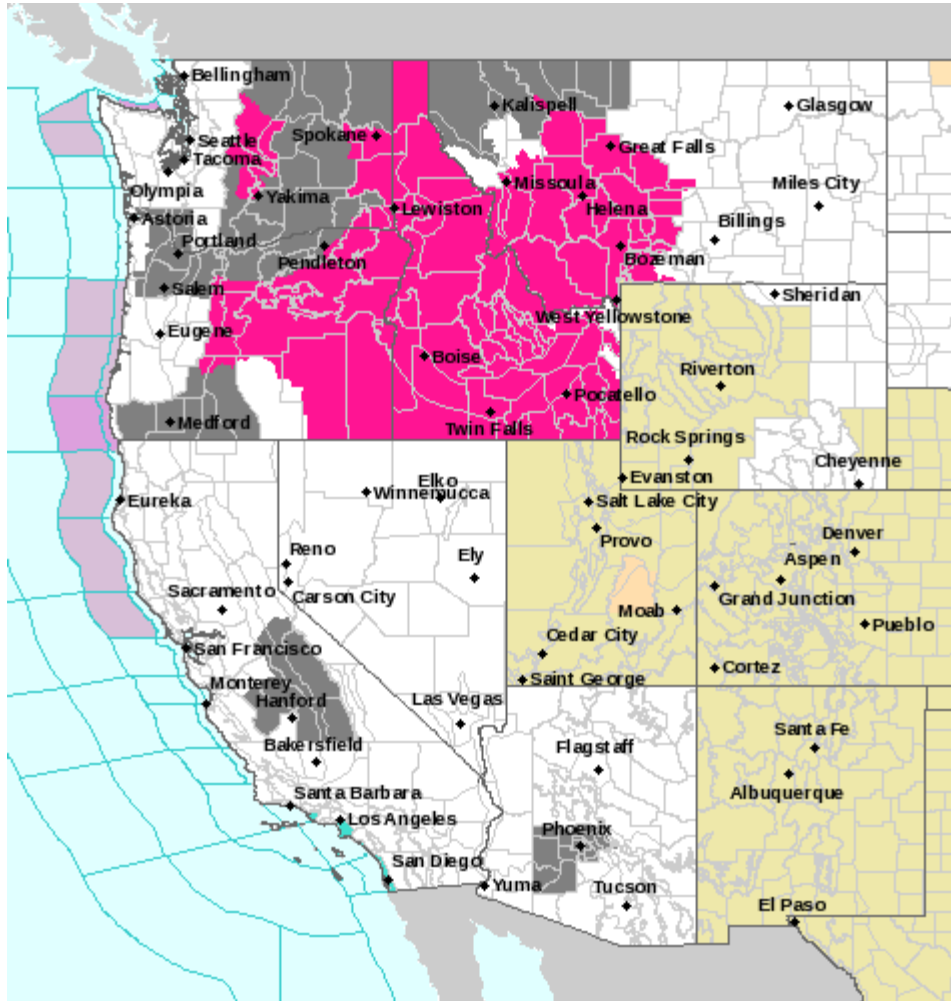 Bellingham
Kalispell
Glasgow
Seattle
Spokane
Great Falls
Tacoma
Olympia
Missoula
Miles City
Yakima
Lewiston
Helena
Astoria
Billings
Portland
Pendleton
Bozeman
Salem
Sheridan
West Yellowstone
Eugene
Boise
Riverton
Pocatello
Medford
Twin Falls
Rock Springs
Cheyenne
Elko
Evanston
Winnemucca
Eureka
Salt Lake City
Denver
Provo
Reno
Ely
Aspen
Sacramento
Carson City
Grand Junction
Moab
Pueblo
Cedar City
San Francisco
Cortez
Saint George
Monterey
Hanford
Las Vegas
Santa Fe
Bakersfield
Flagstaff
Albuquerque
Santa Barbara
Los Angeles
Phoenix
San Diego
Yuma
Tucson
El Paso